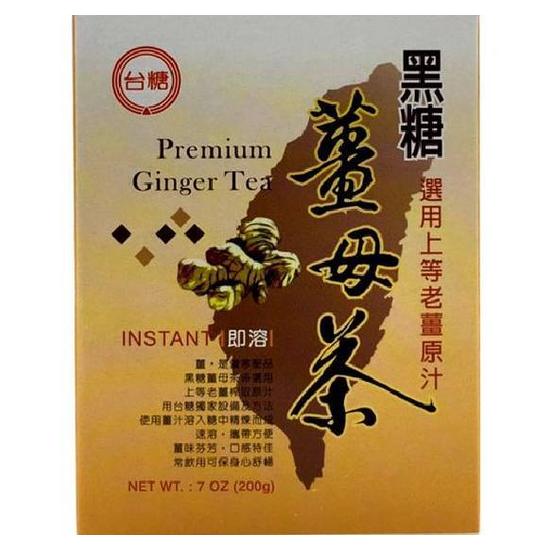 台糖
Premium
Ginger Tea
黑糖
薑母茶
選用上等老薑原汁
INSTANT 即溶
薑,是養蔘聖品
黑糖薑母茶係選用
上等老薑榨取原汁
用台糖獨家設備及方法
使用薑汁溶入糖中精煉而成
速溶,攜帶方便
薑味芬芳,口感特佳
常飲用可保身心舒暢
NET WT. : 7 OZ (200g)